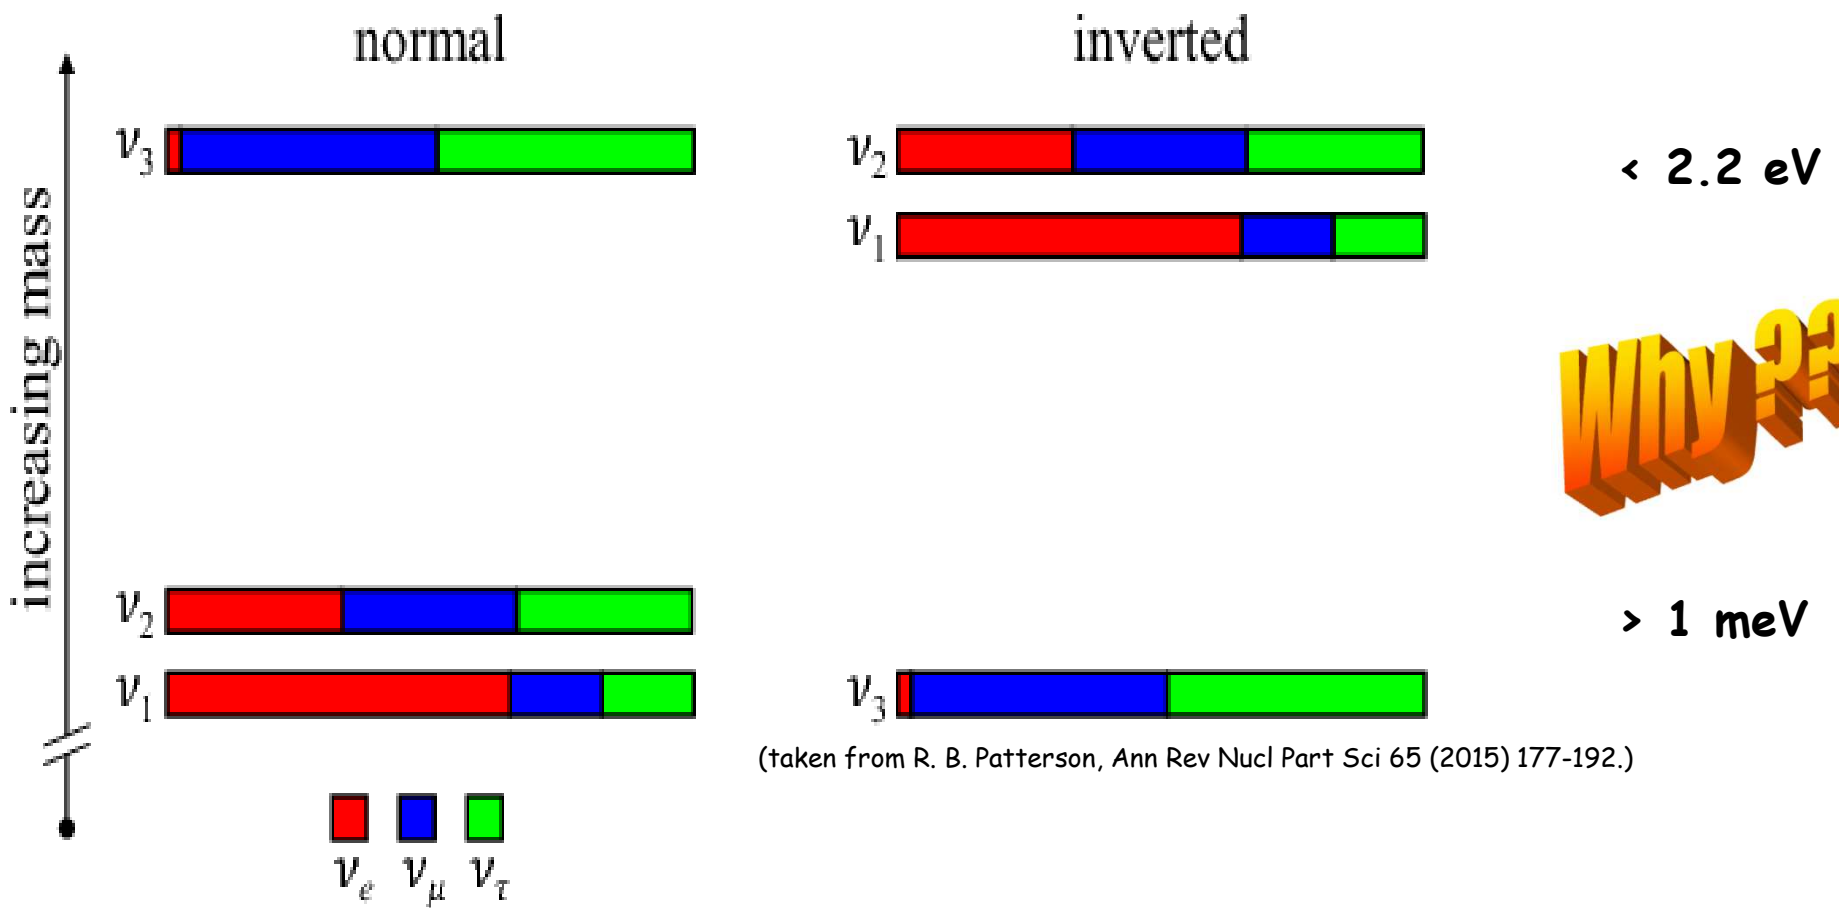 normal
inverted
increasing mass
ν3
ν2
< 2.2 eV
ν1
Why ??
ν2
> 1 meV
ν1
ν3
(taken from R. B. Patterson, Ann Rev Nucl Part Sci 65 (2015) 177-192.)
νe νμ ντ